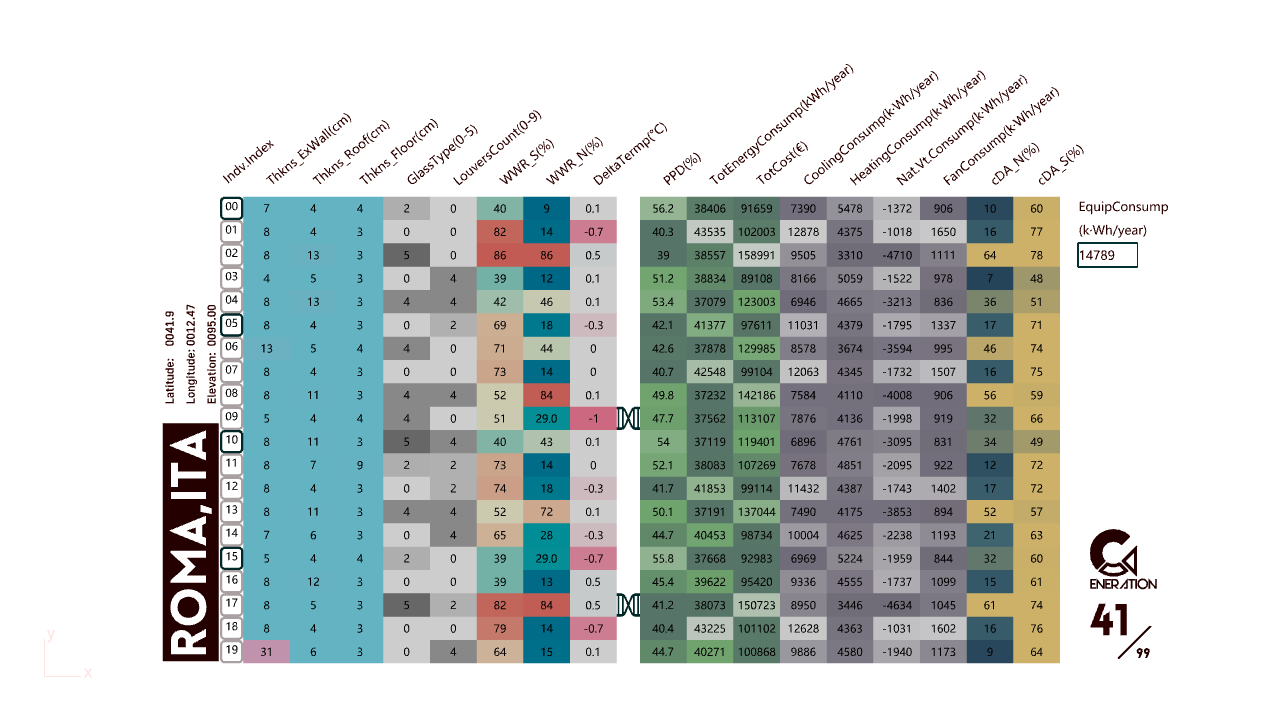 Indv.Index Thkns_ExWall(cm) Thkns_Roof(cm) Thkns_Floor(cm) GlassType(0-5) LouversCount(0-9) WWR_S(%) WWR_N(%) DeltaTermp(°C) PPD(%) TotEnergyConsump(kWh/year) TotCost(€) CoolingConsump(k·Wh/year) HeatingConsump(k·Wh/year) Nat.Vt.Consump(k·Wh/year) FanConsump(k·Wh/year) cDA_N(%) cDA_S(%)
00 7 4 4 2 0 40 9 0.1 56.2 38406 91659 7390 5478 -1372 906 10 60
01 8 4 3 0 0 82 14 -0.7 40.3 43535 102003 12878 4375 -1018 1650 16 77
02 8 13 3 5 0 86 86 0.5 39 38557 158991 9505 3310 -4710 1111 64 78
03 4 5 3 0 4 39 12 0.1 51.2 38834 89108 8166 5059 -1522 978 7 48
04 8 13 3 4 4 42 46 0.1 53.4 37079 123003 6946 4665 -3213 836 36 51
05 8 4 3 0 2 69 18 -0.3 42.1 41377 97611 11031 4379 -1795 1337 17 71
06 13 5 4 4 0 71 44 0 42.6 37878 129985 8578 3674 -3594 995 46 74
07 8 4 3 0 0 73 14 0 40.7 42548 99104 12063 4345 -1732 1507 16 75
08 8 11 3 4 4 52 84 0.1 49.8 37232 142186 7584 4110 -4008 906 56 59
09 5 4 4 4 0 51 29.0 -1 47.7 37562 113107 7876 4136 -1998 919 32 66
10 8 11 3 5 4 40 43 0.1 54 37119 119401 6896 4761 -3095 831 34 49
11 8 7 9 2 2 73 14 0 52.1 38083 107269 7678 4851 -2095 922 12 72
12 8 4 3 0 2 74 18 -0.3 41.7 41853 99114 11432 4387 -1743 1402 17 72
13 8 11 3 4 4 52 72 0.1 50.1 37191 137044 7490 4175 -3853 894 52 57
14 7 6 3 0 4 65 28 -0.3 44.7 40453 98734 10004 4625 -2238 1193 21 63
15 5 4 4 2 0 39 29.0 -0.7 55.8 37668 92983 6969 5224 -1959 844 32 60
16 8 12 3 0 0 39 13 0.5 45.4 39622 95420 9336 4555 -1737 1099 15 61
17 8 5 3 5 2 82 84 0.5 41.2 38073 150723 8950 3446 -4634 1045 61 74
18 8 4 3 0 0 79 14 -0.7 40.4 43225 101102 12628 4363 -1031 1602 16 76
19 31 6 3 0 4 64 15 0.1 44.7 40271 100868 9886 4580 -1940 1173 9 64
EquipConsump
(k·Wh/year)
14789
Latitude: 0041.9
Longitude: 0012.47
Elevation: 0095.00
ROMA,ITA
GENERATION
41/99
y
x